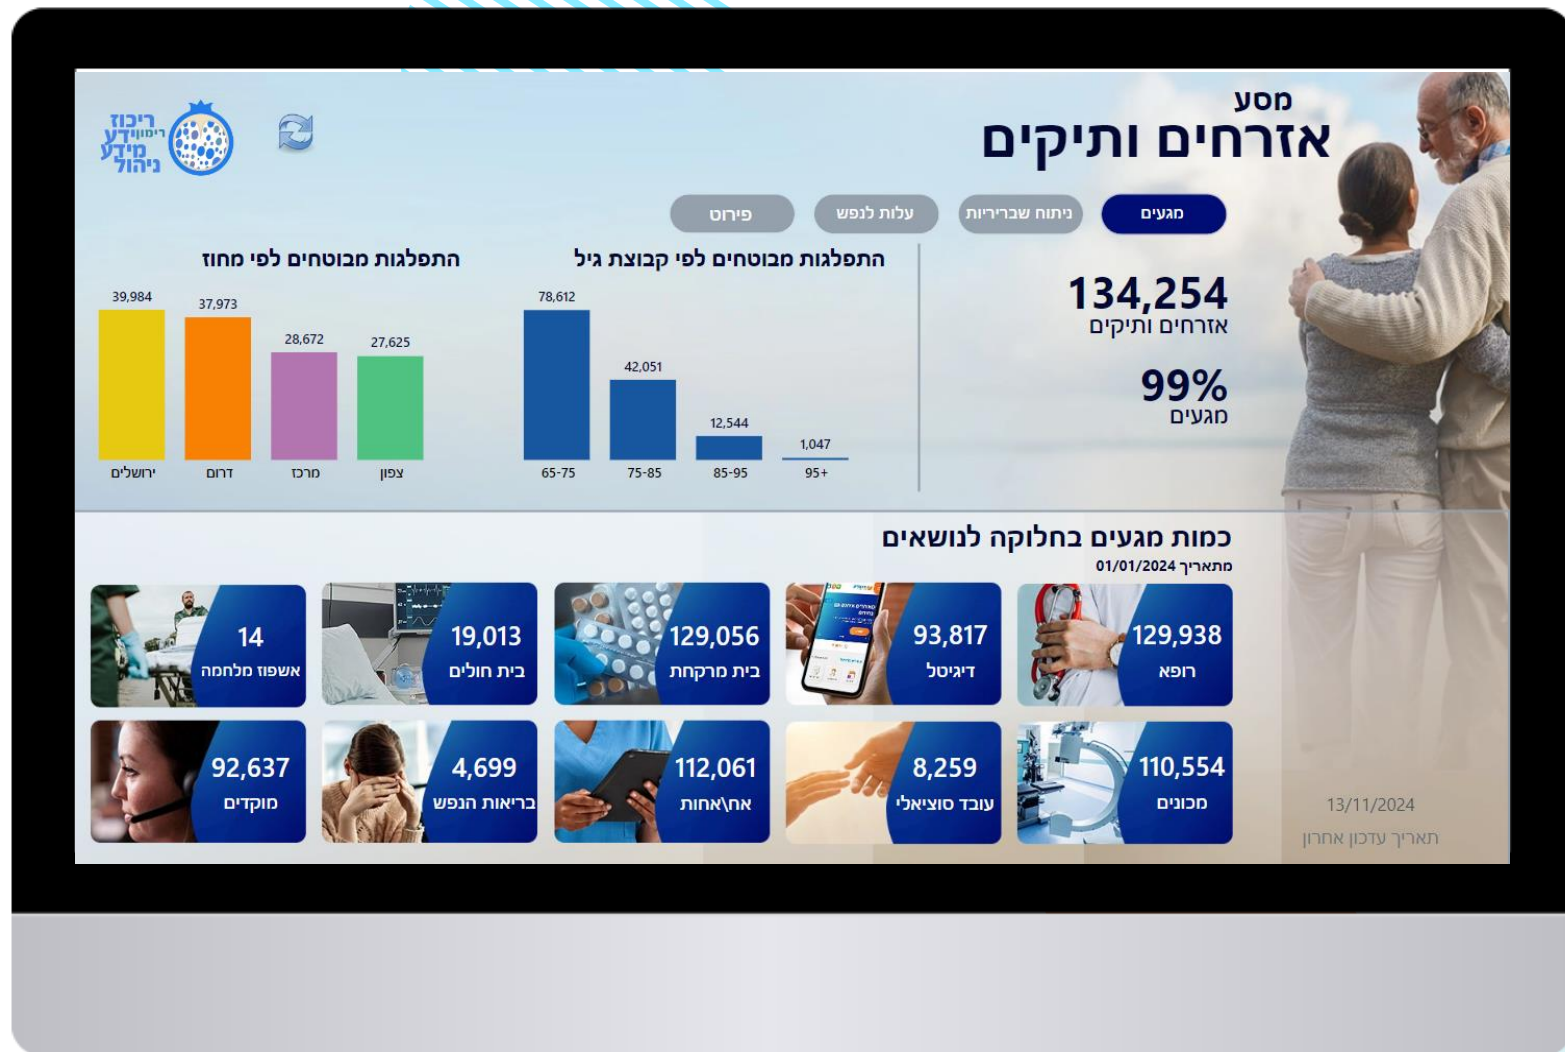 מסע
אזרחים ותיקים
ריכוז
רימון ידע
מידע
ניהול
מגעים
ניתוח שבריריות
עלות לנפש
פירוט
134,254
אזרחים ותיקים
99%
מגעים
התפלגות מבוטחים לפי קבוצת גיל
78,612
42,051
12,544
1,047
65-75
75-85
85-95
95+
התפלגות מבוטחים לפי מחוז
39,984
37,973
28,672
27,625
ירושלים
דרום
מרכז
צפון
כמות מגעים בחלוקה לנושאים
מתאריך 01/01/2024
129,938
רופא
93,817
דיגיטל
129,056
בית מרקחת
19,013
בית חולים
14
אשפוז מלחמה
110,554
מכונים
8,259
עובד סוציאלי
112,061
אח\אחות
4,699
בריאות הנפש
92,637
מוקדים
13/11/2024
תאריך עדכון אחרון